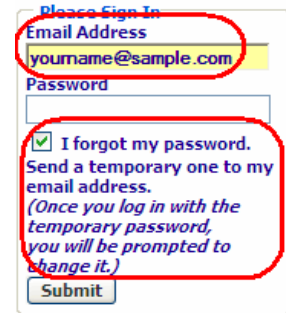 Please Sign In
Email Address
yourname@sample.com
Password
I forgot my password.
Send a temporary one to my
email address.
(Once you log in with the
temporary password,
you will be prompted to
change it.)
Submit